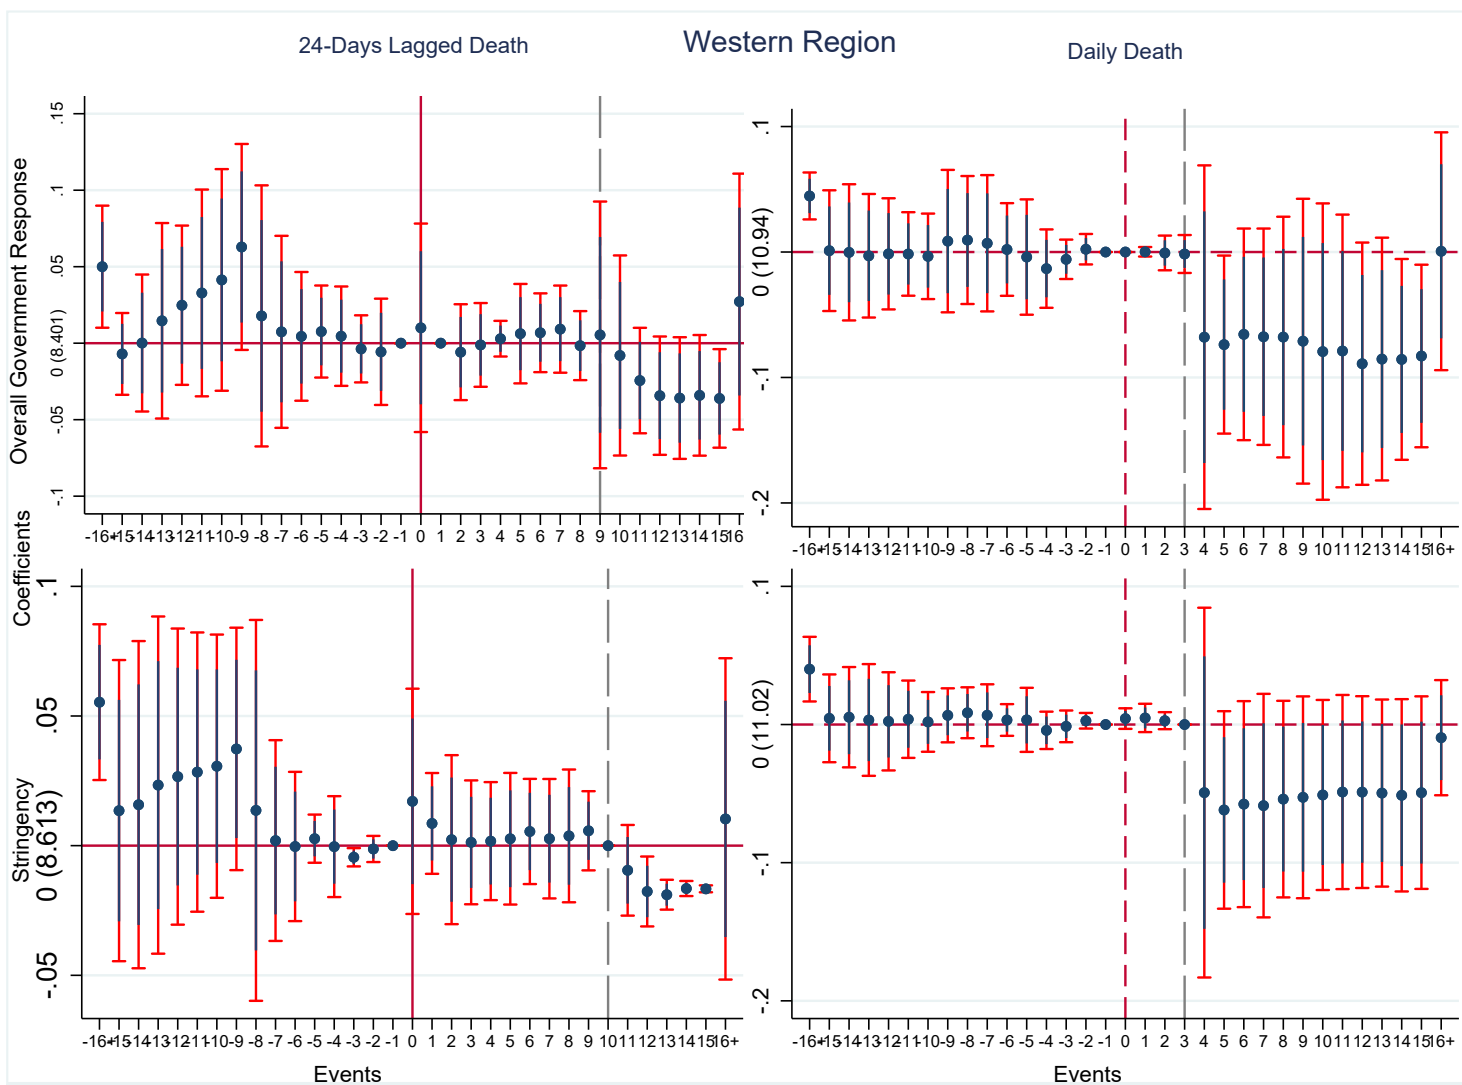 Western Region
24-Days Lagged Death
Daily Death
Overall Government Response
Coefficients
Stringency
.15
.1
.05
0 (8.401)
-.05
-.1
-16+ -15 -14 -13 -12 -11 -10 -9 -8 -7 -6 -5 -4 -3 -2 -1 0 1 2 3 4 5 6 7 8 9 10 11 12 13 14 15 16
.1
0 (10.94)
-.1
-.2
-16+ -15 -14 -13 -12 -11 -10 -9 -8 -7 -6 -5 -4 -3 -2 -1 0 1 2 3 4 5 6 7 8 9 10 11 12 13 14 15 16+
.1
.05
0 (8.613)
-.05
-16+ -15 -14 -13 -12 -11 -10 -9 -8 -7 -6 -5 -4 -3 -2 -1 0 1 2 3 4 5 6 7 8 9 10 11 12 13 14 15 16+
Events
.1
0 (11.02)
-.1
-.2
-16+ -15 -14 -13 -12 -11 -10 -9 -8 -7 -6 -5 -4 -3 -2 -1 0 1 2 3 4 5 6 7 8 9 10 11 12 13 14 15 16+
Events